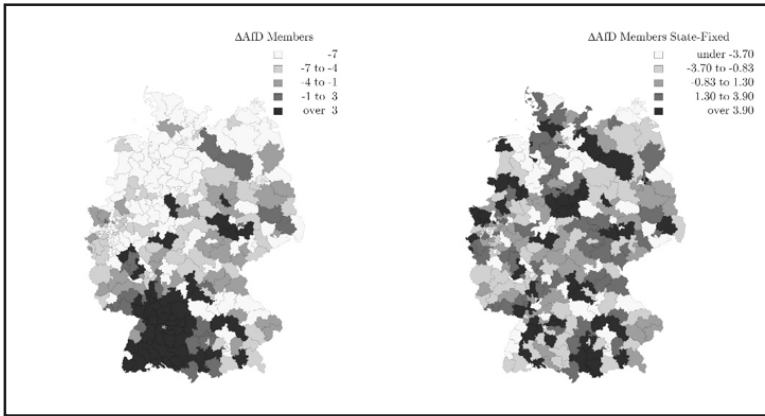 ΔAfD Members
-7
-7 to -4
-4 to -1
-1 to 3
over 3
ΔAfD Members State-Fixed
under -3.70
-3.70 to -0.83
-0.83 to 1.30
1.30 to 3.90
over 3.90